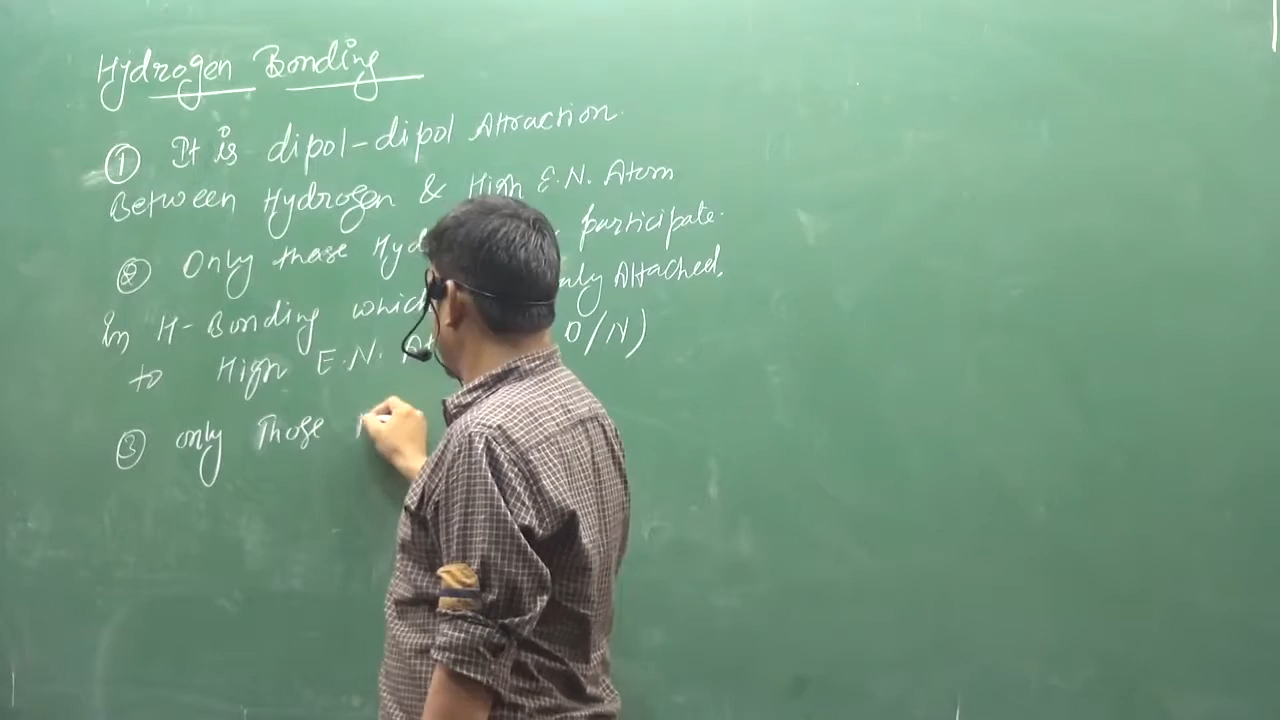 Hydrogen Bonding
① It is dipol-dipol Attraction
Between Hydrogen & High E.N. Atom
② Only those participate.
In H-Bonding Attached
to High E.N. O/N)
③ only Those